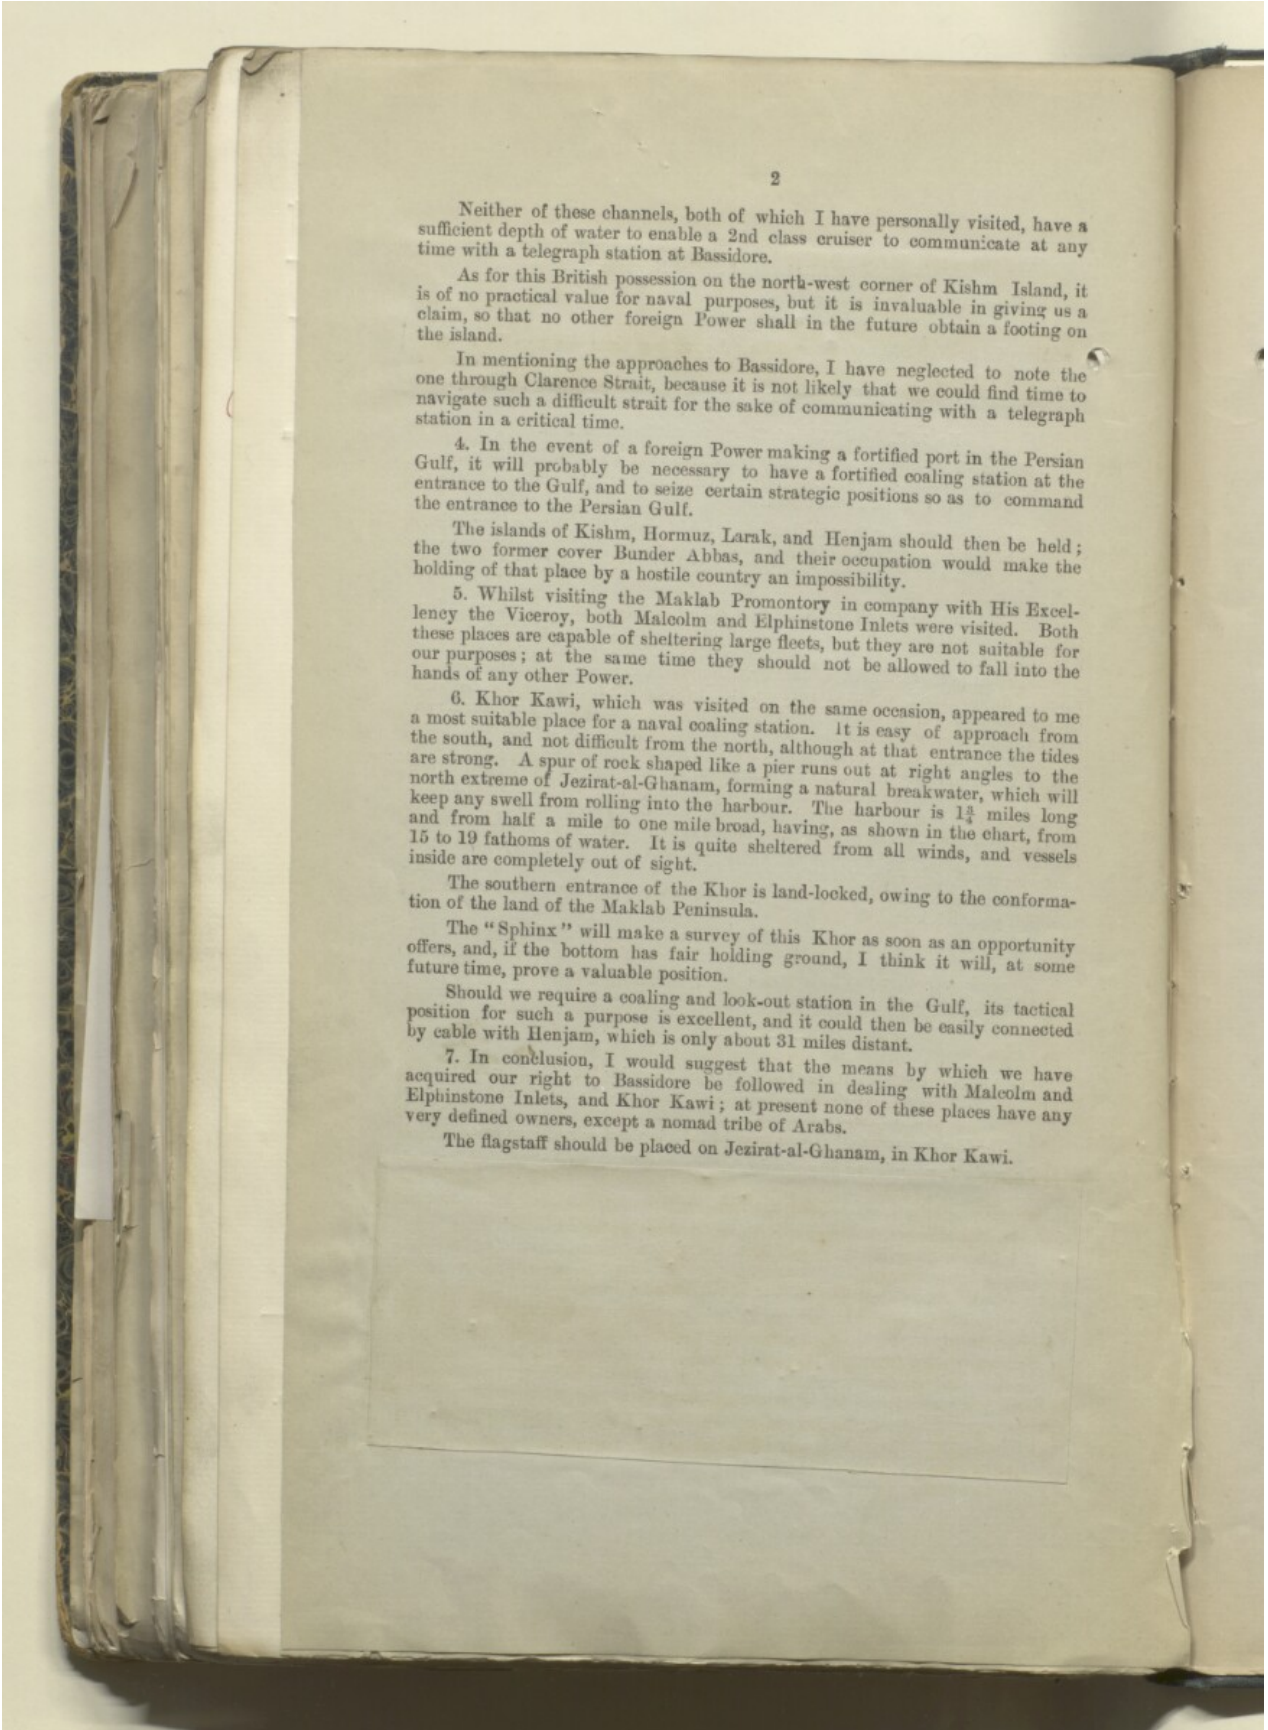 2
Neither of these channels, both of which I have personally visited, have a
sufficient depth of water to enable a 2nd class cruiser to communicate at any
time with a telegraph station at Bassidore.
As for this British possession on the north-west corner of Kishm Island, it
is of no practical value for naval purposes, but it is invaluable in giving us a
claim, so that no other foreign Power shall in the future obtain a footing on
the island.
In mentioning the approaches to Bassidore, I have neglected to note the
one through Clarence Strait, because it is not likely that we could find time to
navigate such a difficult strait for the sake of communicating with a telegraph
station in a critical time.
4. In the event of a foreign Power making a fortified port in the Persian
Gulf, it will probably be necessary to have a fortified coaling station at the
entrance to the Gulf, and to seize certain strategic positions so as to command
the entrance to the Persian Gulf.
The islands of Kishm, Hormuz, Larak, and Henjam should then be held;
the two former cover Bunder Abbas, and their occupation would make the
holding of that place by a hostile country an impossibility.
5. Whilst visiting the Maklab Promontory in company with His Excel-
lency the Viceroy, both Malcolm and Elphinstone Inlets were visited. Both
these places are capable of sheltering large fleets, but they are not suitable for
our purposes; at the same time they should not be allowed to fall into the
hands of any other Power.
6. Khor Kawi, which was visited on the same occasion, appeared to me
a most suitable place for a naval coaling station. It is easy of approach from
the south, and not difficult from the north, although at that entrance the tides
are strong. A spur of rock shaped like a pier runs out at right angles to the
north extreme of Jezirat-al-Ghanam, forming a natural breakwater, which will
keep any swell from rolling into the harbour. The harbour is 1¾ miles long
and from half a mile to one mile broad, having, as shown in the chart, from
15 to 19 fathoms of water. It is quite sheltered from all winds, and vessels
inside are completely out of sight.
The southern entrance of the Khor is land-locked, owing to the conforma-
tion of the land of the Maklab Peninsula.
The "Sphinx" will make a survey of this Khor as soon as an opportunity
offers, and, if the bottom has fair holding ground, I think it will, at some
future time, prove a valuable position.
Should we require a coaling and look-out station in the Gulf, its tactical
position for such a purpose is excellent, and it could then be easily connected
by cable with Henjam, which is only about 31 miles distant.
7. In conclusion, I would suggest that the means by which we have
acquired our right to Bassidore be followed in dealing with Malcolm and
Elphinstone Inlets, and Khor Kawi; at present none of these places have any
very defined owners, except a nomad tribe of Arabs.
The flagstaff should be placed on Jezirat-al-Ghanam, in Khor Kawi.